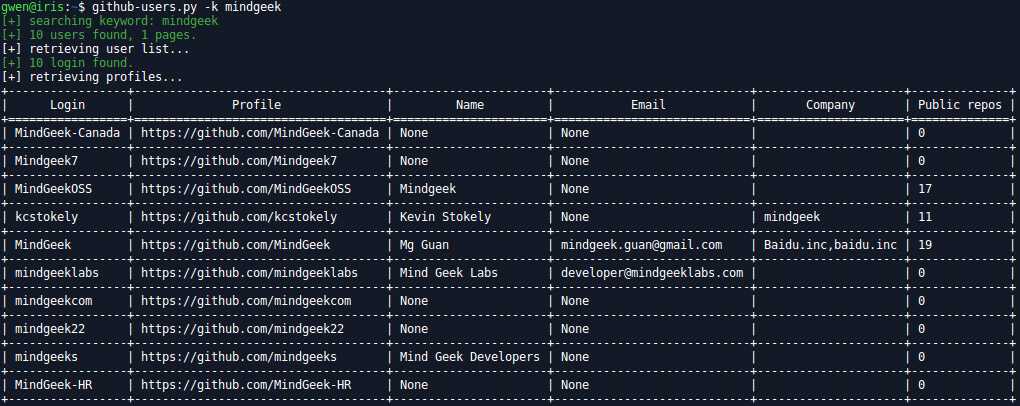 gwen@iris:~$ github-users.py -k mindgeek
[+] searching keyword: mindgeek
[+] 10 users found, 1 pages.
[+] retrieving user list...
[+] 10 login found.
[+] retrieving profiles...
+-----------------+------------------------------------+----------------------+----------------------------+---------------------+--------------+
| Login | Profile | Name | Email | Company | Public repos |
+=================+====================================+======================+============================+=====================+==============+
| MindGeek-Canada | https://github.com/MindGeek-Canada | None | None | | 0 |
+-----------------+------------------------------------+----------------------+----------------------------+---------------------+--------------+
| Mindgeek7 | https://github.com/Mindgeek7 | None | None | | 0 |
+-----------------+------------------------------------+----------------------+----------------------------+---------------------+--------------+
| MindGeekOSS | https://github.com/MindGeekOSS | Mindgeek | None | | 17 |
+-----------------+------------------------------------+----------------------+----------------------------+---------------------+--------------+
| kcstokely | https://github.com/kcstokely | Kevin Stokely | None | mindgeek | 11 |
+-----------------+------------------------------------+----------------------+----------------------------+---------------------+--------------+
| MindGeek | https://github.com/MindGeek | Mg Guan | mindgeek.guan@gmail.com | Baidu.inc,baidu.inc | 19 |
+-----------------+------------------------------------+----------------------+----------------------------+---------------------+--------------+
| mindgeeklabs | https://github.com/mindgeeklabs | Mind Geek Labs | developer@mindgeeklabs.com | | 0 |
+-----------------+------------------------------------+----------------------+----------------------------+---------------------+--------------+
| mindgeekcom | https://github.com/mindgeekcom | None | None | | 0 |
+-----------------+------------------------------------+----------------------+----------------------------+---------------------+--------------+
| mindgeek22 | https://github.com/mindgeek22 | None | None | | 0 |
+-----------------+------------------------------------+----------------------+----------------------------+---------------------+--------------+
| mindgeeks | https://github.com/mindgeeks | Mind Geek Developers | None | | 0 |
+-----------------+------------------------------------+----------------------+----------------------------+---------------------+--------------+
| MindGeek-HR | https://github.com/MindGeek-HR | None | None | | 0 |
+-----------------+------------------------------------+----------------------+----------------------------+---------------------+--------------+